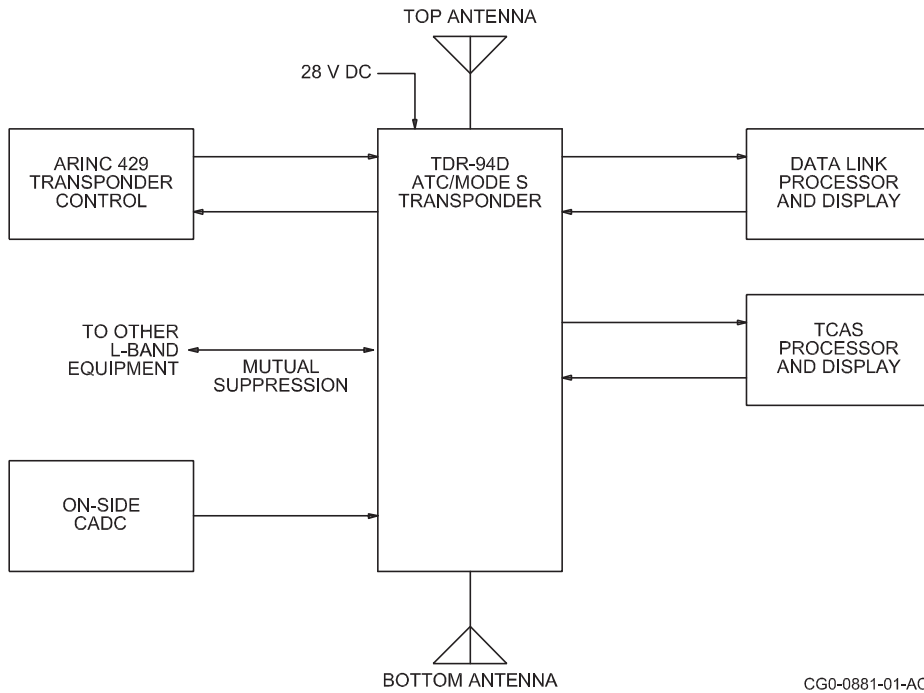 TOP ANTENNA
28 V DC
ARINC 429
TRANSPONDER
CONTROL
TDR-94D
ATC/MODE S
TRANSPONDER
DATA LINK
PROCESSOR
AND DISPLAY
TO OTHER
L-BAND
EQUIPMENT
MUTUAL
SUPPRESSION
TCAS
PROCESSOR
AND DISPLAY
ON-SIDE
CADC
BOTTOM ANTENNA
CG0-0881-01-AC